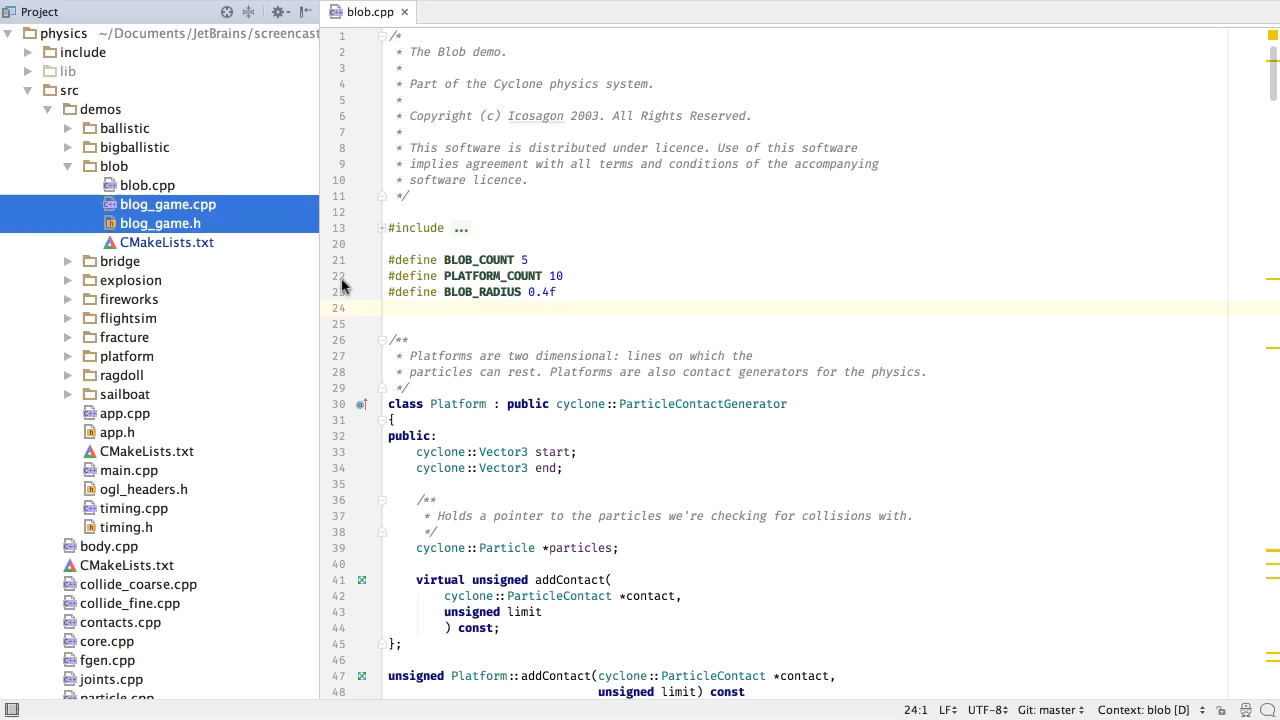 Project
physics ~/Documents/JetBrains/screencast
include
lib
src
demos
ballistic
bigballistic
blob
blob.cpp
blog_game.cpp
blog_game.h
CMakeLists.txt
bridge
explosion
fireworks
flightsim
fracture
platform
ragdoll
sailboat
app.cpp
app.h
CMakeLists.txt
main.cpp
ogl_headers.h
timing.cpp
timing.h
body.cpp
CMakeLists.txt
collide_coarse.cpp
collide_fine.cpp
contacts.cpp
core.cpp
fgen.cpp
joints.cpp
particle.cpp
blob.cpp
1 /*
2 * The Blob demo.
3 *
4 * Part of the Cyclone physics system.
5 *
6 * Copyright (c) Icosagon 2003. All Rights Reserved.
7 *
8 * This software is distributed under licence. Use of this software
9 * implies agreement with all terms and conditions of the accompanying
10 * software licence.
11 */
12
13 #include ...
20
21 #define BLOB_COUNT 5
22 #define PLATFORM_COUNT 10
23 #define BLOB_RADIUS 0.4f
24
25
26 /**
27 * Platforms are two dimensional: lines on which the
28 * particles can rest. Platforms are also contact generators for the physics.
29 */
30 class Platform : public cyclone::ParticleContactGenerator
31 {
32 public:
33 cyclone::Vector3 start;
34 cyclone::Vector3 end;
35
36 /**
37 * Holds a pointer to the particles we're checking for collisions with.
38 */
39 cyclone::Particle *particles;
40
41 virtual unsigned addContact(
42 cyclone::ParticleContact *contact,
43 unsigned limit
44 ) const;
45 };
46
47 unsigned Platform::addContact(cyclone::ParticleContact *contact,
48 unsigned limit) const
24:1 LF UTF-8 Git: master Context: blob [D]